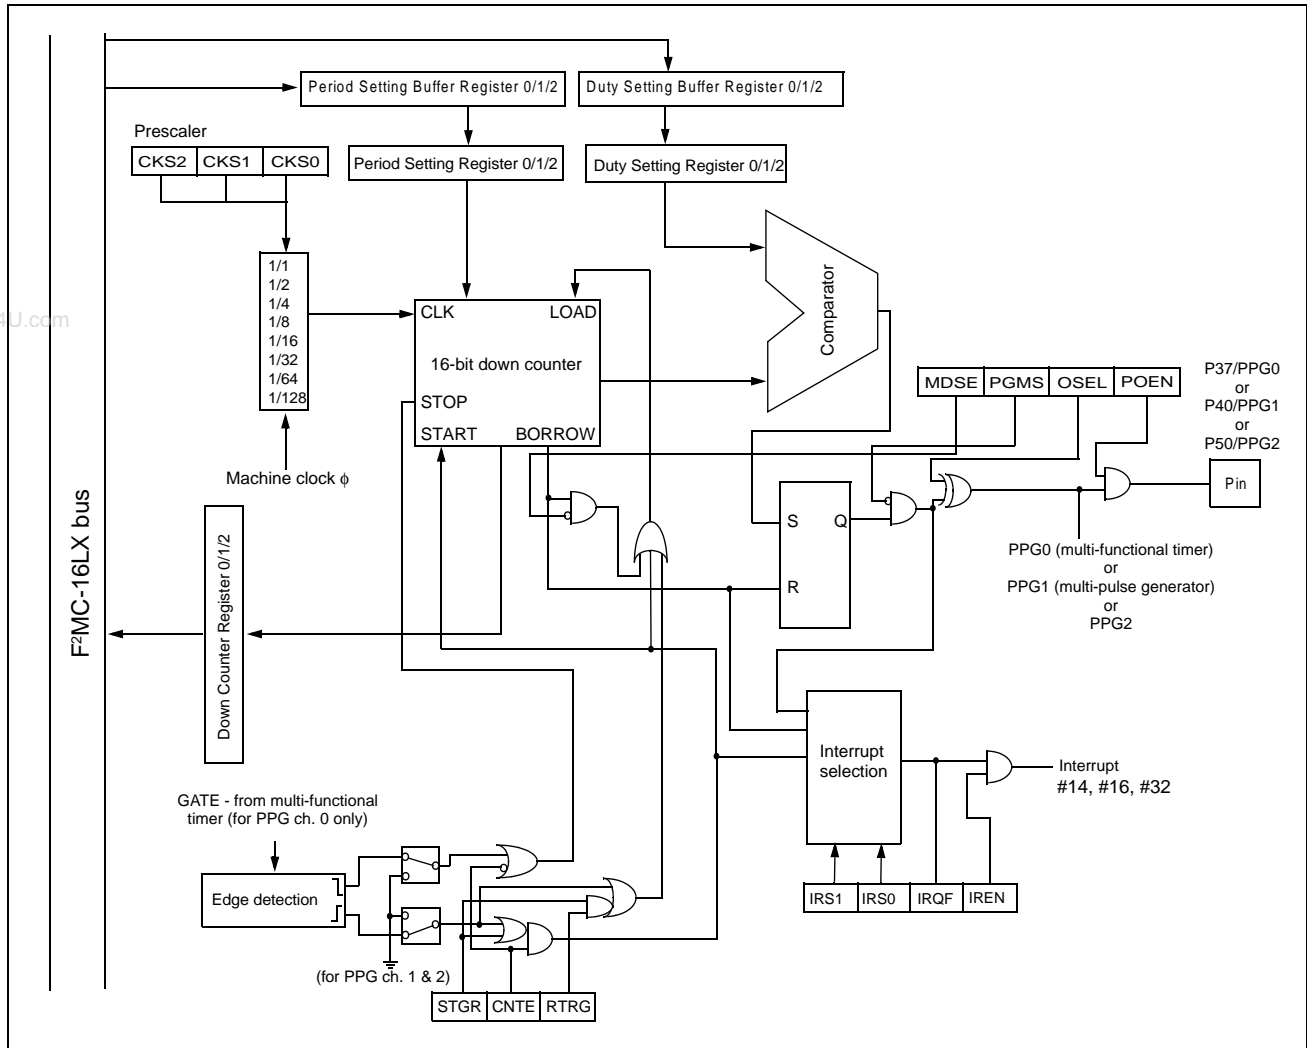 Period Setting Buffer Register 0/1/2
Duty Setting Buffer Register 0/1/2
Prescaler
CKS2 CKS1 CKS0
Period Setting Register 0/1/2
Duty Setting Register 0/1/2
1/1
1/2
1/4
1/8
1/16
1/32
1/64
1/128
4U.com
CLK LOAD
16-bit down counter
STOP
START BORROW
Comparator
Machine clock ϕ
MDSE PGMS OSEL POEN
P37/PPG0
or
P40/PPG1
or
P50/PPG2
Pin
S Q
R
PPG0 (multi-functional timer)
or
PPG1 (multi-pulse generator)
or
PPG2
F²MC-16LX bus
Down Counter Register 0/1/2
Interrupt
selection
Interrupt
#14, #16, #32
IRS1 IRS0 IRQF IREN
GATE - from multi-functional
timer (for PPG ch. 0 only)
Edge detection
(for PPG ch. 1 & 2)
STGR CNTE RTRG